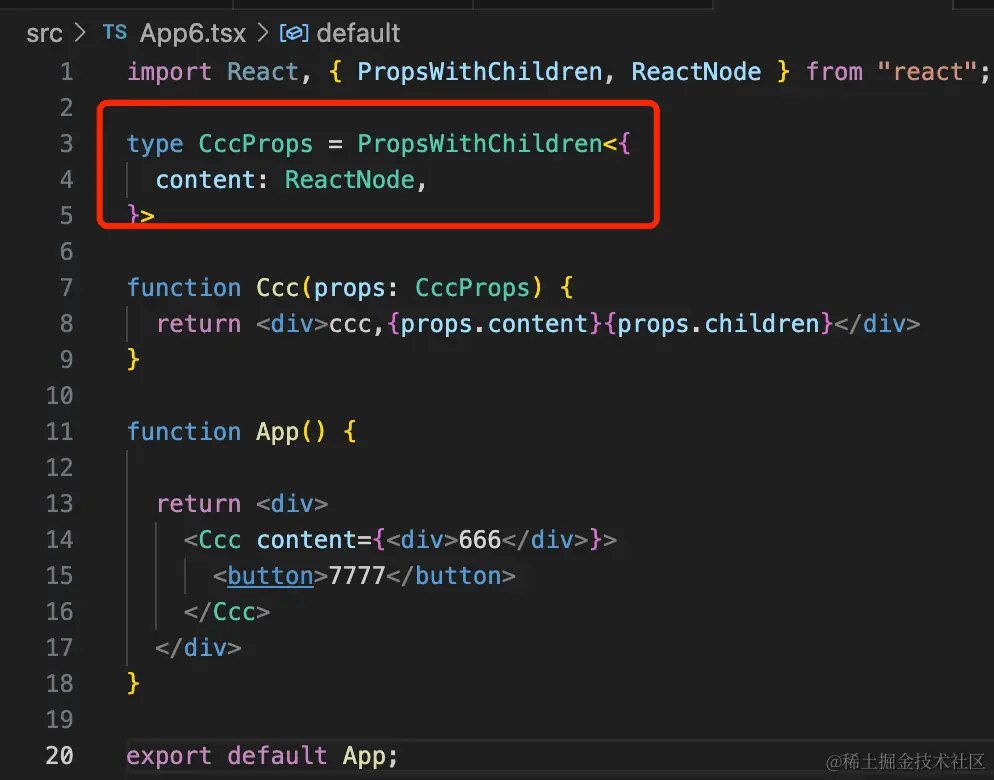 src > TS App6.tsx > default
1 import React, { PropsWithChildren, ReactNode } from "react";
2
3 type CccProps = PropsWithChildren<{
4   content: ReactNode,
5 }>
6
7 function Ccc(props: CccProps) {
8   return <div>ccc,{props.content}{props.children}</div>
9 }
10
11 function App() {
12
13   return <div>
14     <Ccc content={<div>666</div>}>
15       <button>7777</button>
16     </Ccc>
17   </div>
18 }
19
20 export default App;
@稀土掘金技术社区